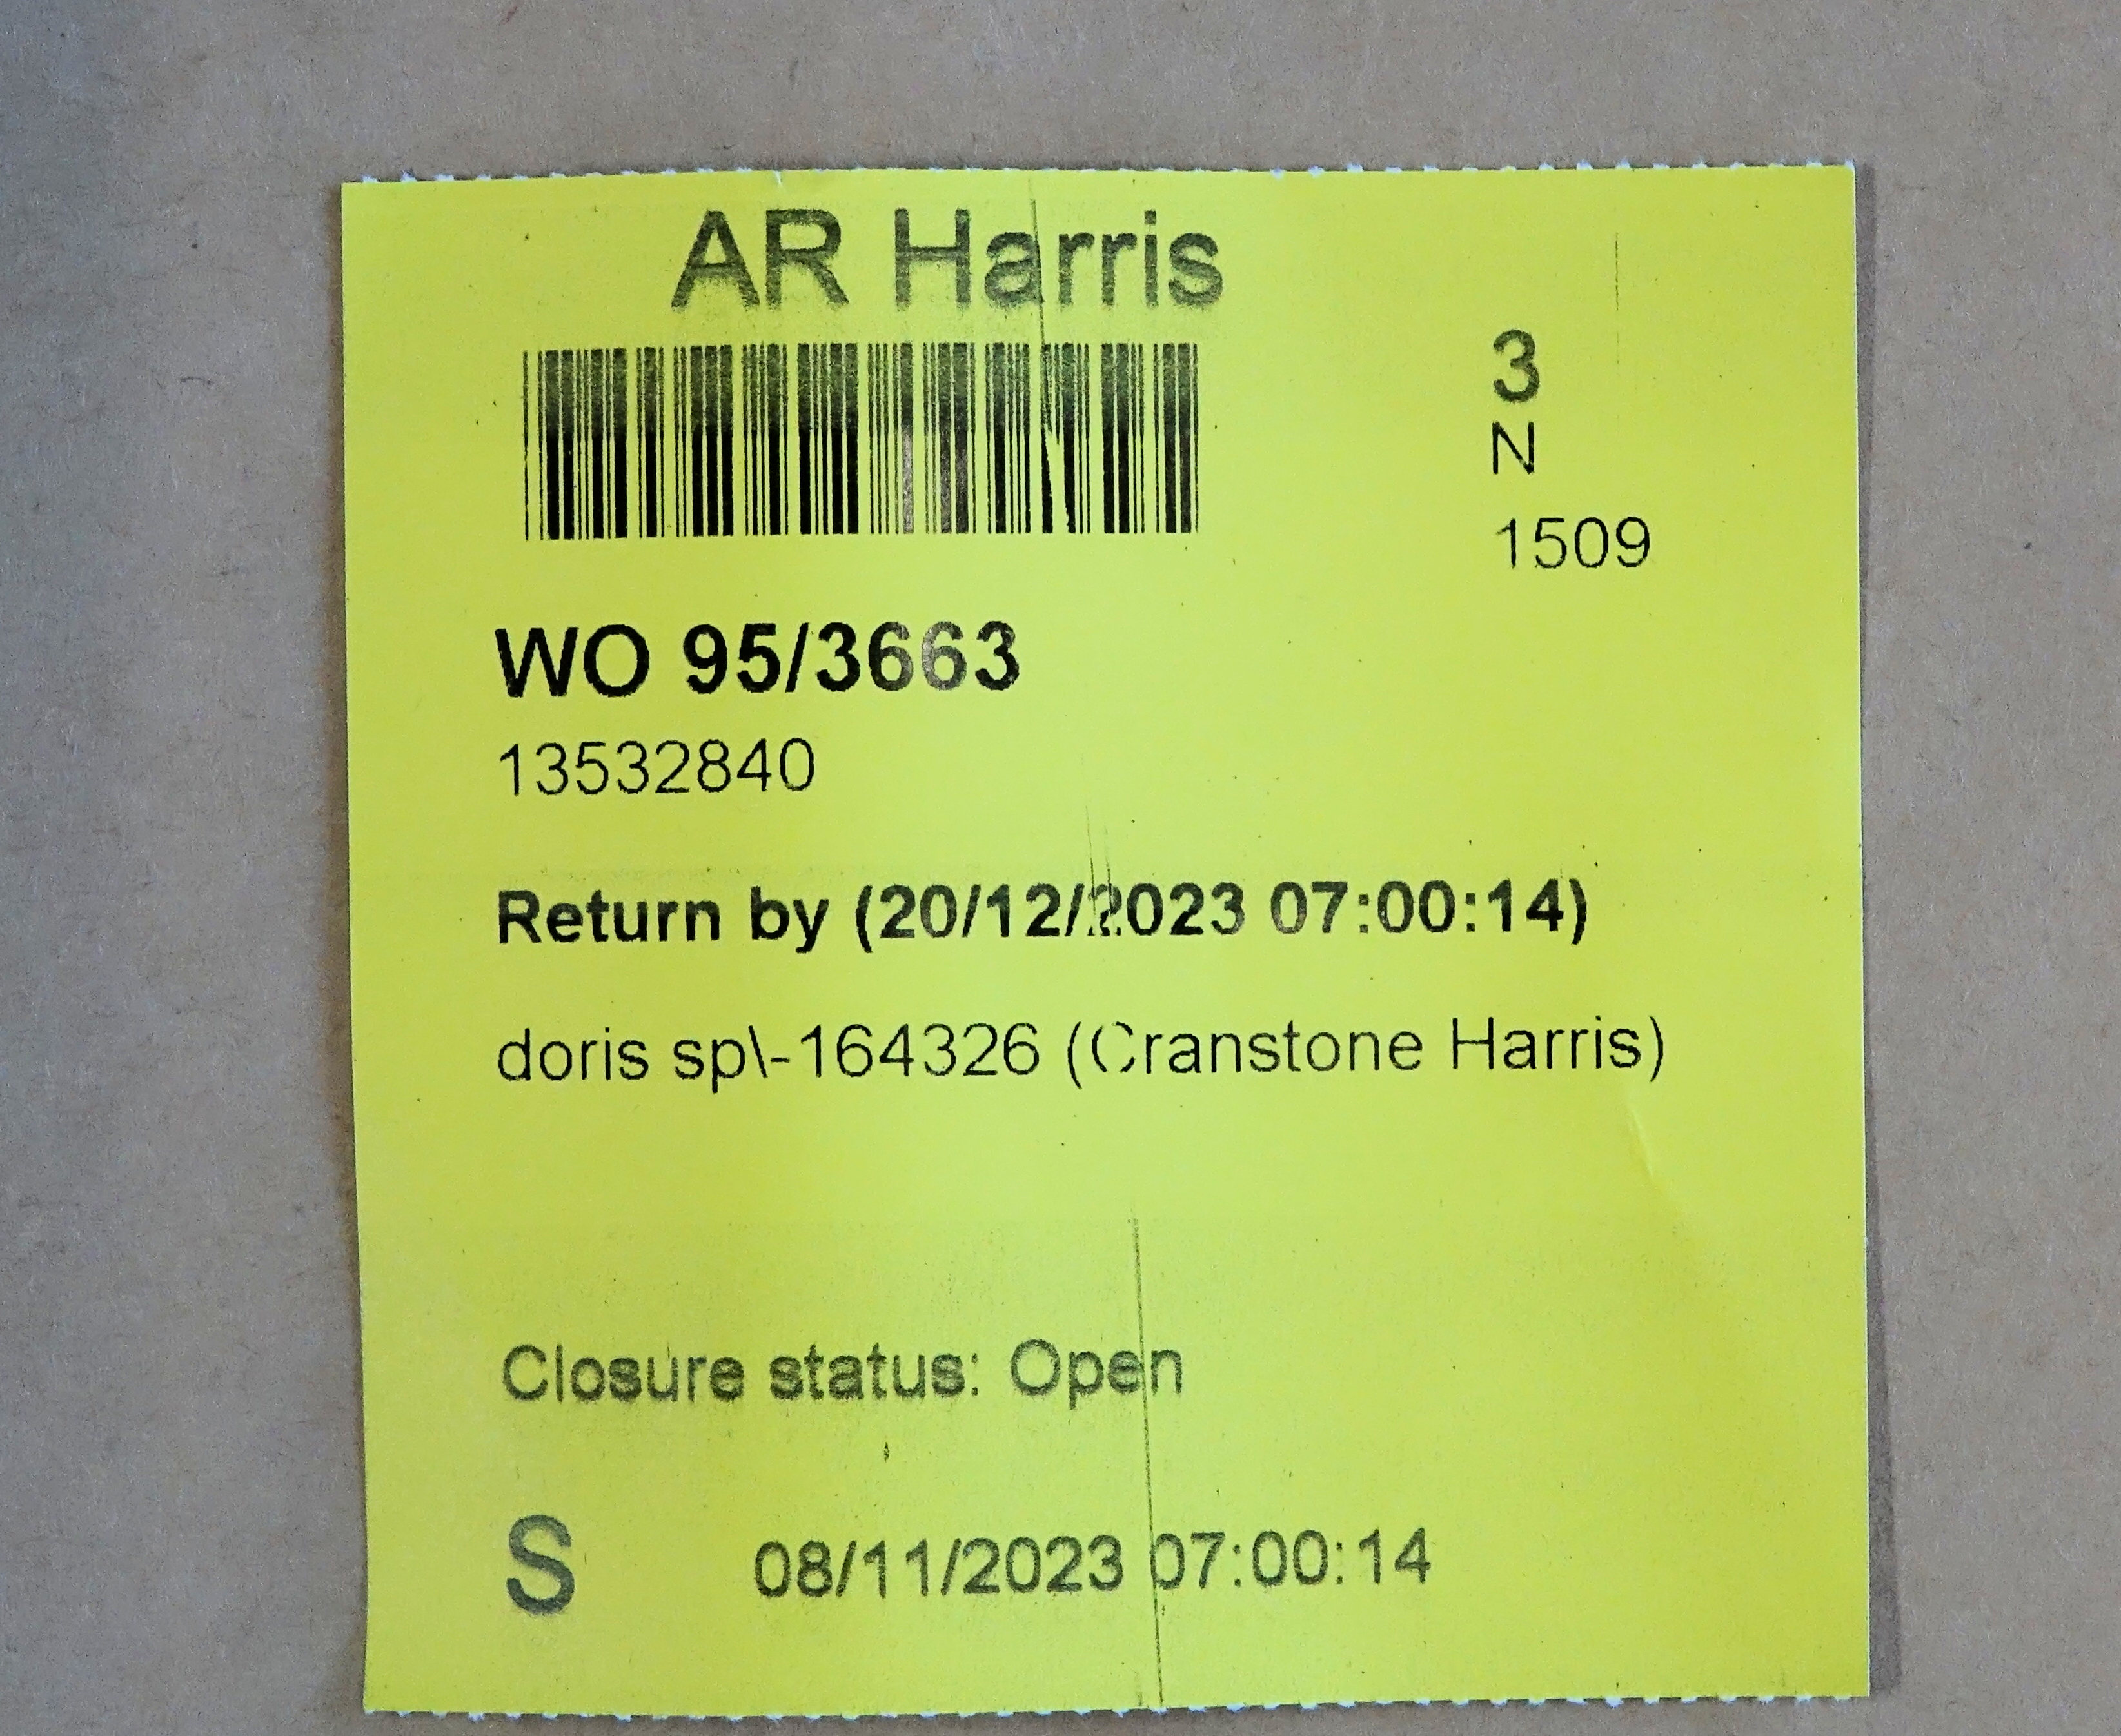 AR Harris
3
N
1509
WO 95/3663
13532840
Return by (20/12/2023 07:00:14)
doris sp\-164326 (Cranstone Harris)
Closure status: Open
S 08/11/2023 07:00:14